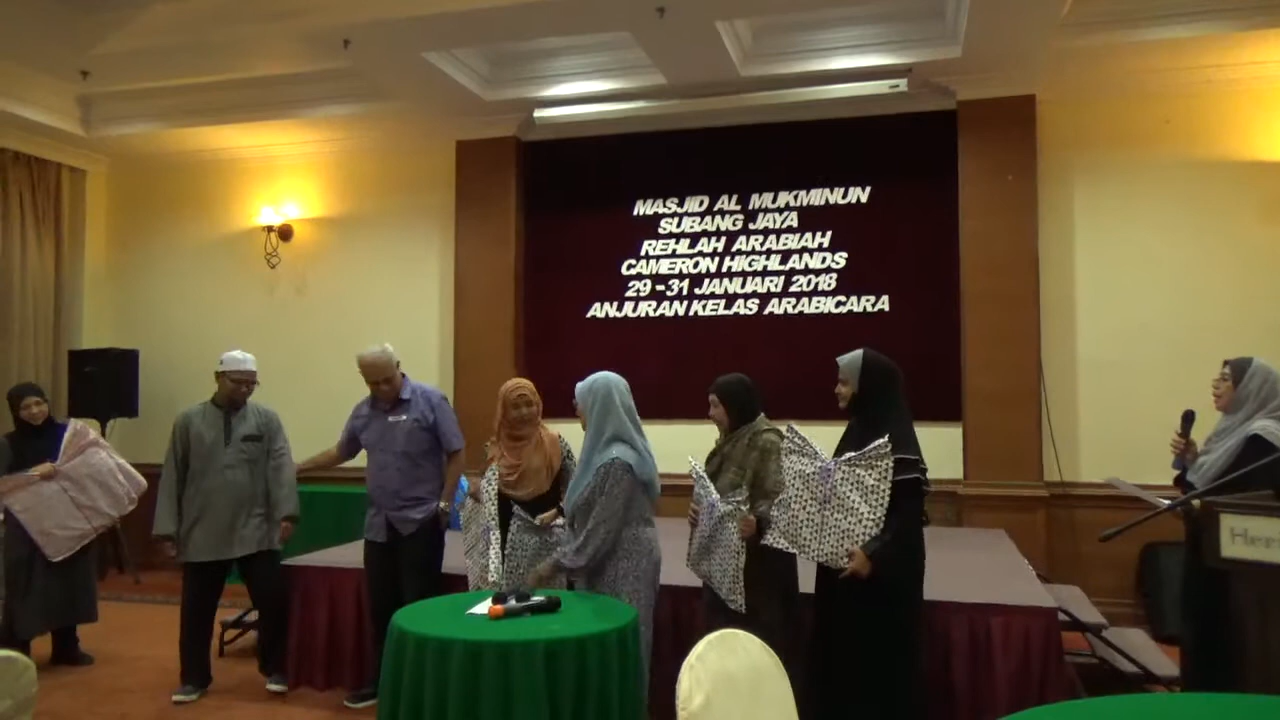 MASJID AL MUKMINUN
SUBANG JAYA
REHLAH ARABIAH
CAMERON HIGHLANDS
29 - 31 JANUARI 2018
ANJURAN KELAS ARABICARA